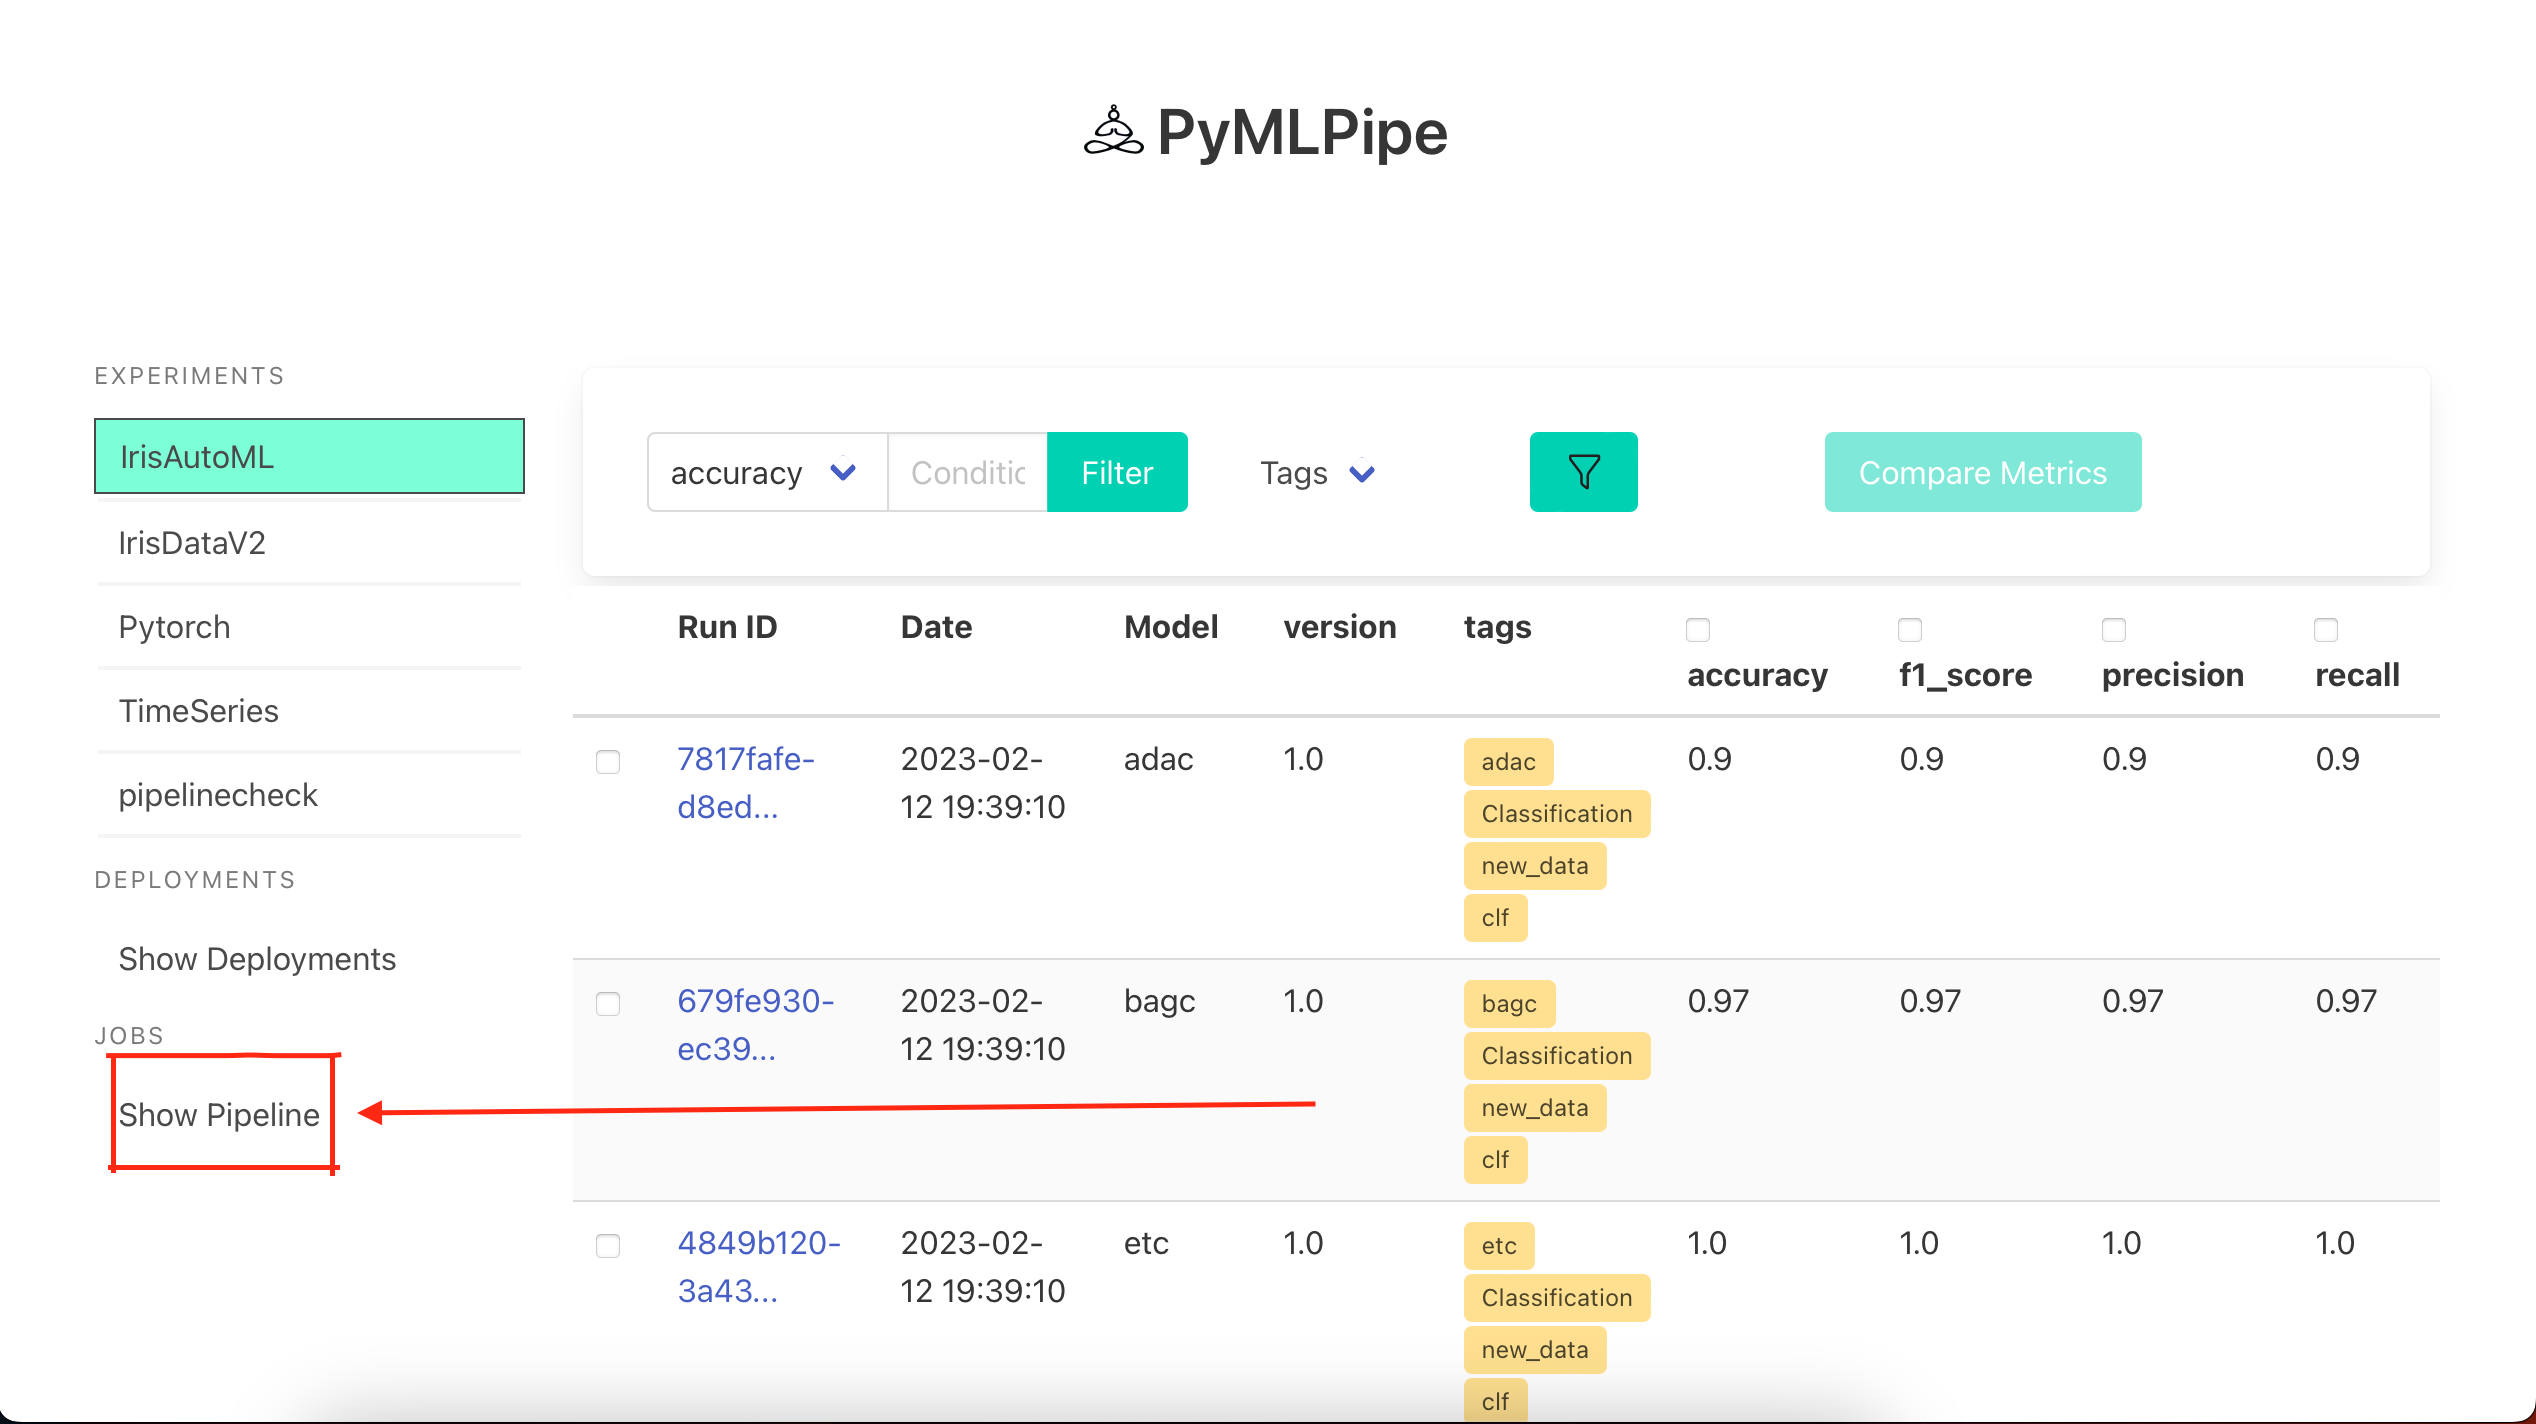 PyMLPipe
EXPERIMENTS
IrisAutoML
IrisDataV2
Pytorch
TimeSeries
pipelinecheck
DEPLOYMENTS
Show Deployments
JOBS
Show Pipeline
accuracy Conditic Filter Tags Compare Metrics
Run ID Date Model version tags accuracy f1_score precision recall
7817fafe- 2023-02- adac 1.0 adac 0.9 0.9 0.9 0.9
d8ed... 12 19:39:10 Classification
new_data
clf
679fe930- 2023-02- bagc 1.0 bagc 0.97 0.97 0.97 0.97
ec39... 12 19:39:10 Classification
new_data
clf
4849b120- 2023-02- etc 1.0 etc 1.0 1.0 1.0 1.0
3a43... 12 19:39:10 Classification
new_data
clf